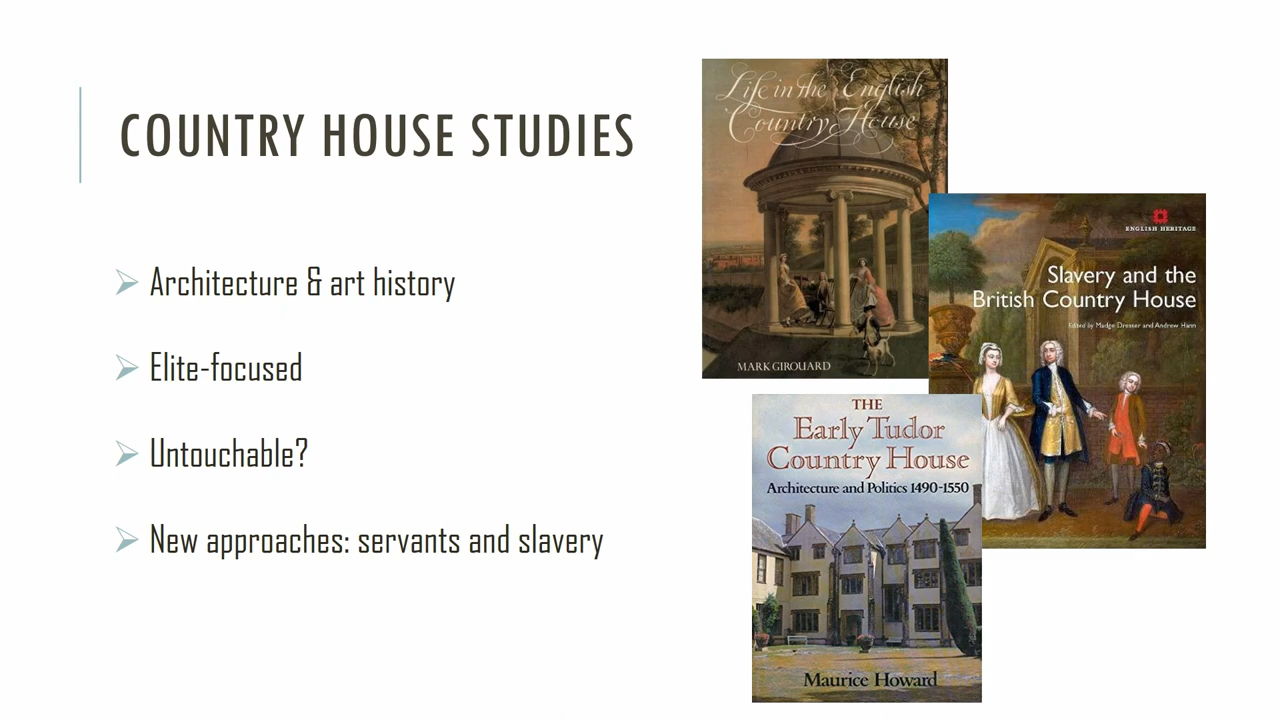 COUNTRY HOUSE STUDIES
Architecture & art history
Elite-focused
Untouchable?
New approaches: servants and slavery
Life in the English
Country House
MARK GIROUARD
ENGLISH HERITAGE
Slavery and the
British Country House
Edited by Madge Dresser and Andrew Hann
THE
Early Tudor
Country House
Architecture and Politics 1490-1550
Maurice Howard